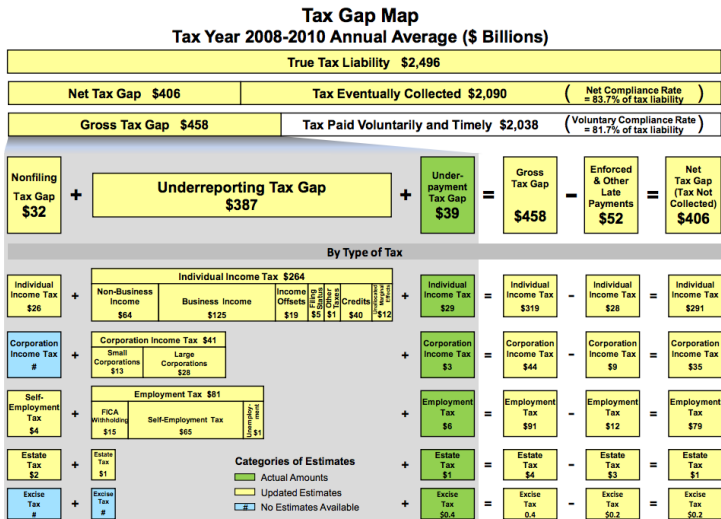 Tax Gap Map
Tax Year 2008-2010 Annual Average ($ Billions)
True Tax Liability $2,496
Net Tax Gap $406
Tax Eventually Collected $2,090
( Net Compliance Rate
= 83.7% of tax liability )
Gross Tax Gap $458
Tax Paid Voluntarily and Timely $2,038
( Voluntary Compliance Rate
= 81.7% of tax liability )
Nonfiling
Tax Gap
$32
+
Underreporting Tax Gap
$387
+
Under-
payment
Tax Gap
$39
=
Gross
Tax Gap
$458
-
Enforced
& Other
Late
Payments
$52
=
Net
Tax Gap
(Tax Not
Collected)
$406
By Type of Tax
Individual
Income Tax
$26
+
Individual Income Tax $264
Non-Business
Income
$64
Business Income
$125
Income
Offsets
$19
Filing
Status
$5
Other
Taxes
$1
Credits
$40
Unallocated
Marginal
Effects
-$12
+
Individual
Income Tax
$29
=
Individual
Income Tax
$319
-
Individual
Income Tax
$28
=
Individual
Income Tax
$291
Corporation
Income Tax
#
+
Corporation Income Tax $41
Small
Corporations
$13
Large
Corporations
$28
+
Corporation
Income Tax
$3
=
Corporation
Income Tax
$44
-
Corporation
Income Tax
$9
=
Corporation
Income Tax
$35
Self-
Employment
Tax
$4
+
Employment Tax $81
FICA
Withholding
$15
Self-Employment Tax
$65
Unemploy-
ment
$1
+
Employment
Tax
$6
=
Employment
Tax
$91
-
Employment
Tax
$12
=
Employment
Tax
$79
Estate
Tax
$2
+
Estate
Tax
$1
+
Estate
Tax
$1
=
Estate
Tax
$4
-
Estate
Tax
$3
=
Estate
Tax
$1
Excise
Tax
#
+
Excise
Tax
#
+
Excise
Tax
$0.4
=
Excise
Tax
0.4
-
Excise
Tax
$0.2
=
Excise
Tax
$0.2
Categories of Estimates
Actual Amounts
Updated Estimates
# No Estimates Available